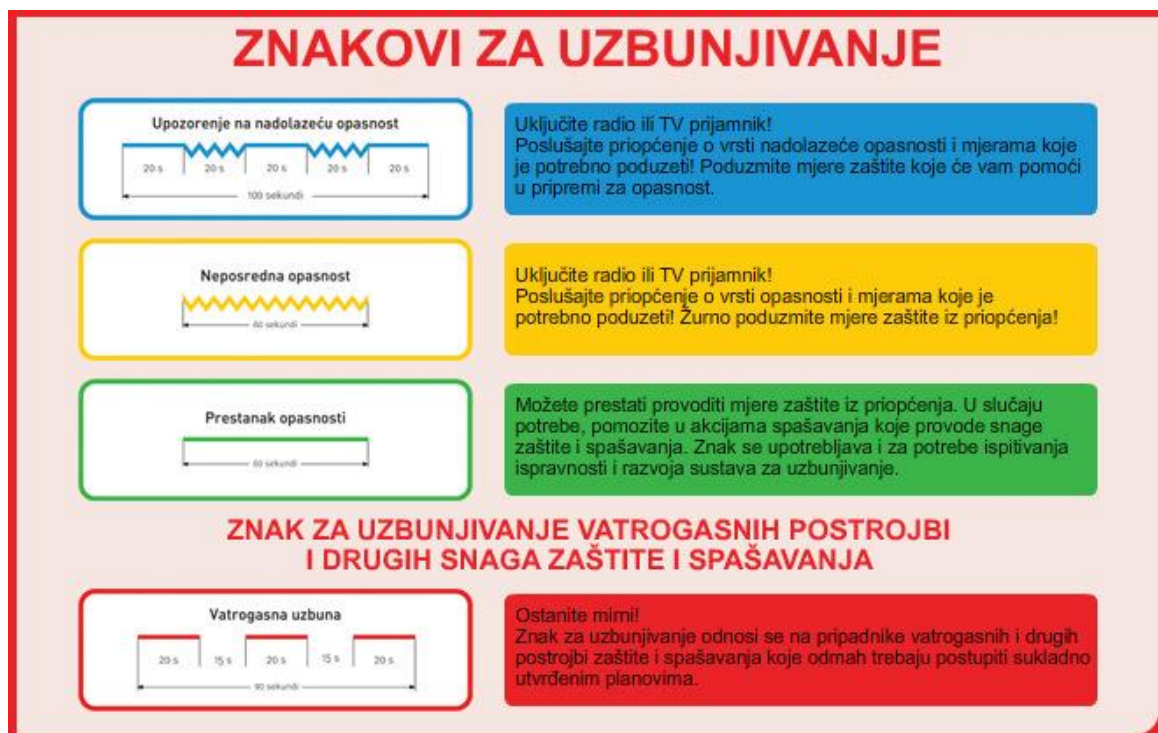 ZNAKOVI ZA UZBUNJIVANJE
Upozorenje na nadolazeću opasnost
20 s 20 s 20 s 20 s 20 s
100 sekundi
Uključite radio ili TV prijamnik!
Poslušajte priopćenje o vrsti nadolazeće opasnosti i mjerama koje
je potrebno poduzeti! Poduzmite mjere zaštite koje će vam pomoći
u pripremi za opasnost.
Neposredna opasnost
60 sekundi
Uključite radio ili TV prijamnik!
Poslušajte priopćenje o vrsti opasnosti i mjerama koje je
potrebno poduzeti! Žurno poduzmite mjere zaštite iz priopćenja!
Prestanak opasnosti
60 sekundi
Možete prestati provoditi mjere zaštite iz priopćenja. U slučaju
potrebe, pomozite u akcijama spašavanja koje provode snage
zaštite i spašavanja. Znak se upotrebljava i za potrebe ispitivanja
ispravnosti i razvoja sustava za uzbunjivanje.
ZNAK ZA UZBUNJIVANJE VATROGASNIH POSTROJBI
I DRUGIH SNAGA ZAŠTITE I SPAŠAVANJA
Vatrogasna uzbuna
20 s 15 s 20 s 15 s 20 s
90 sekundi
Ostanite mirni!
Znak za uzbunjivanje odnosi se na pripadnike vatrogasnih i drugih
postrojbi zaštite i spašavanja koje odmah trebaju postupiti sukladno
utvrđenim planovima.